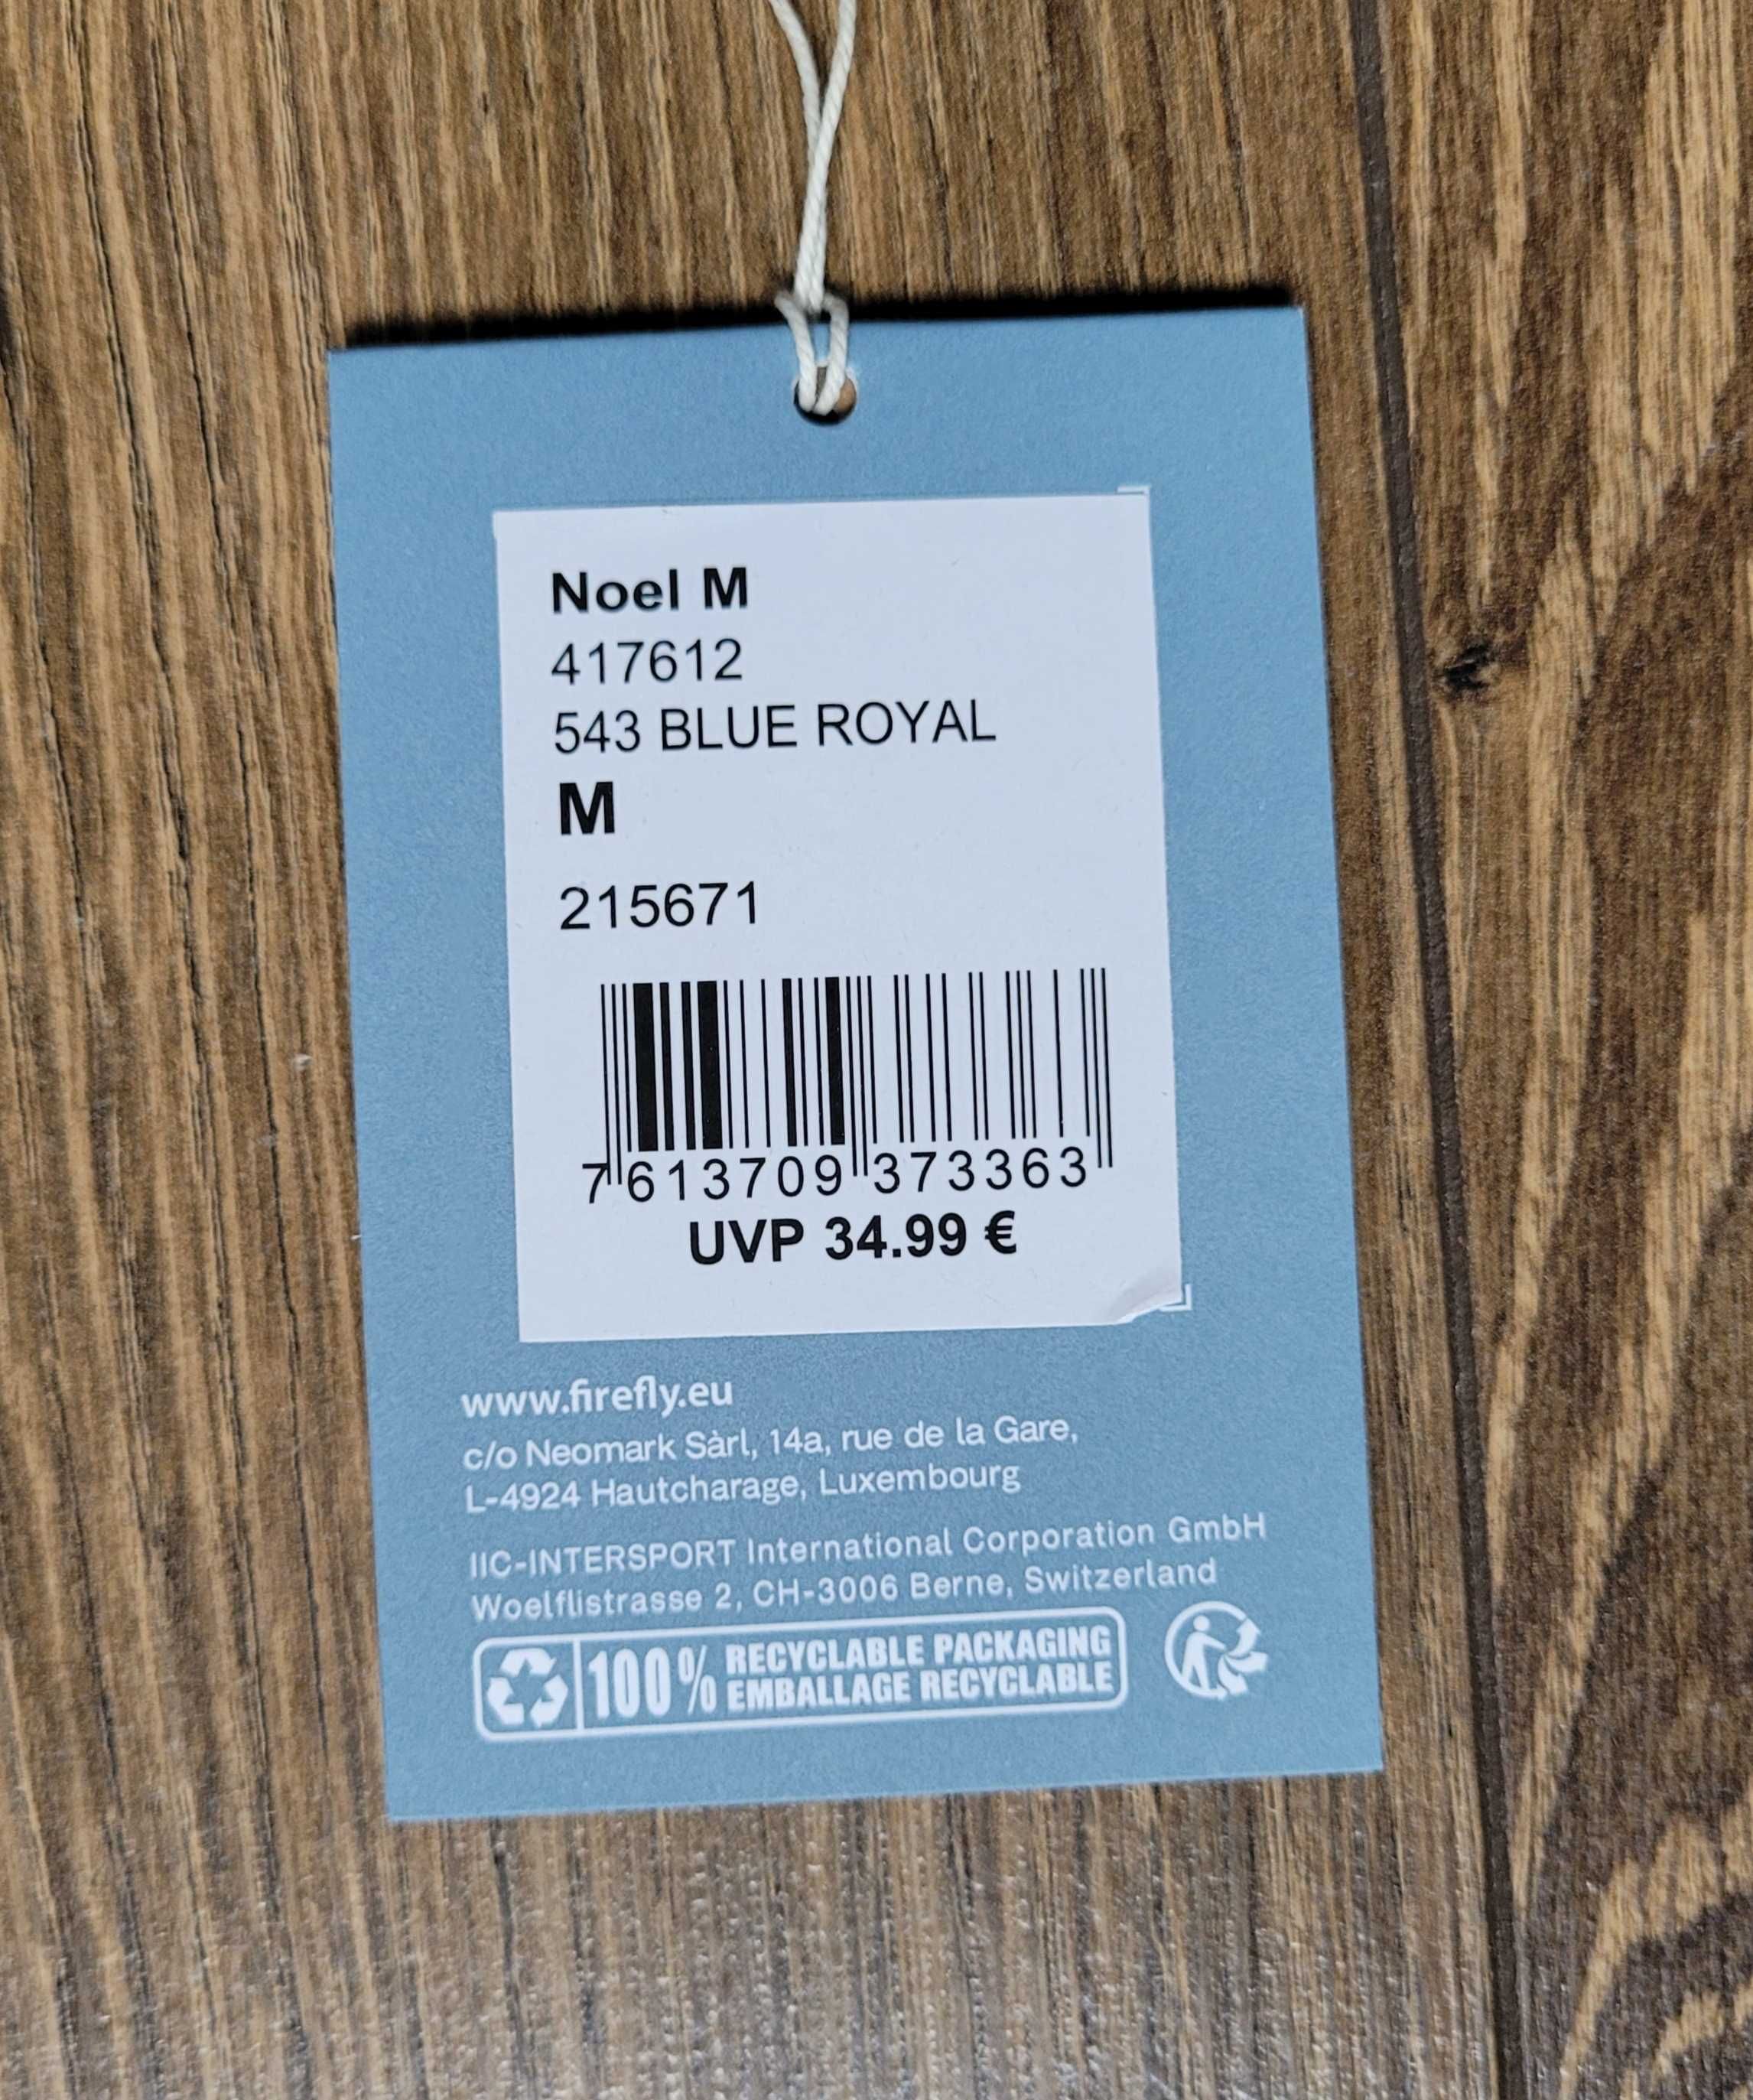 Noel M
417612
543 BLUE ROYAL
M
215671
7 613709 373363
UVP 34.99 €
www.firefly.eu
c/o Neomark Sàrl, 14a, rue de la Gare,
L-4924 Hautcharage, Luxembourg
IIC-INTERSPORT International Corporation GmbH
Woelflistrasse 2, CH-3006 Berne, Switzerland
100% RECYCLABLE PACKAGING
EMBALLAGE RECYCLABLE